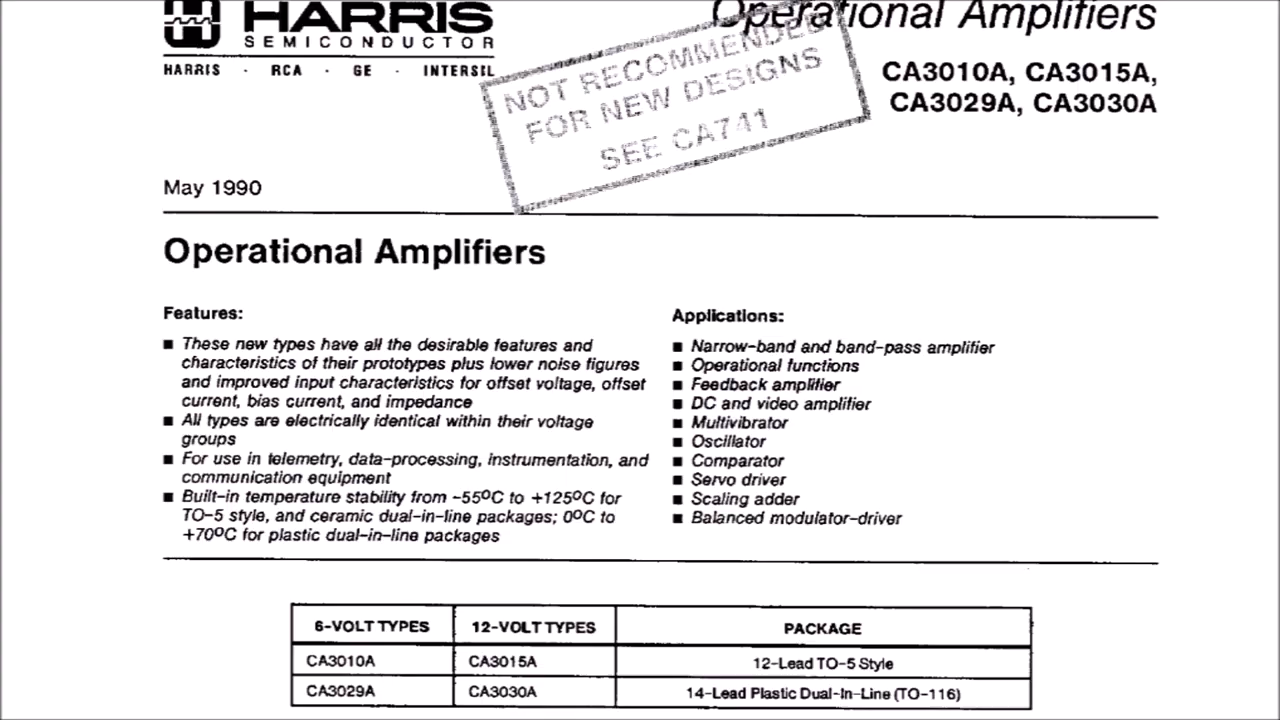 HARRIS
SEMICONDUCTOR
HARRIS · RCA · GE · INTERSIL
Operational Amplifiers
CA3010A, CA3015A,
CA3029A, CA3030A
NOT RECOMMENDED
FOR NEW DESIGNS
SEE CA741
May 1990
Operational Amplifiers
Features:
■ These new types have all the desirable features and
characteristics of their prototypes plus lower noise figures
and improved input characteristics for offset voltage, offset
current, bias current, and impedance
■ All types are electrically identical within their voltage
groups
■ For use in telemetry, data-processing, instrumentation, and
communication equipment
■ Built-in temperature stability from -55ºC to +125ºC for
TO-5 style, and ceramic dual-in-line packages; 0ºC to
+70ºC for plastic dual-in-line packages
Applications:
■ Narrow-band and band-pass amplifier
■ Operational functions
■ Feedback amplifier
■ DC and video amplifier
■ Multivibrator
■ Oscillator
■ Comparator
■ Servo driver
■ Scaling adder
■ Balanced modulator-driver
6-VOLT TYPES 12-VOLT TYPES PACKAGE
CA3010A CA3015A 12-Lead TO-5 Style
CA3029A CA3030A 14-Lead Plastic Dual-In-Line (TO-116)